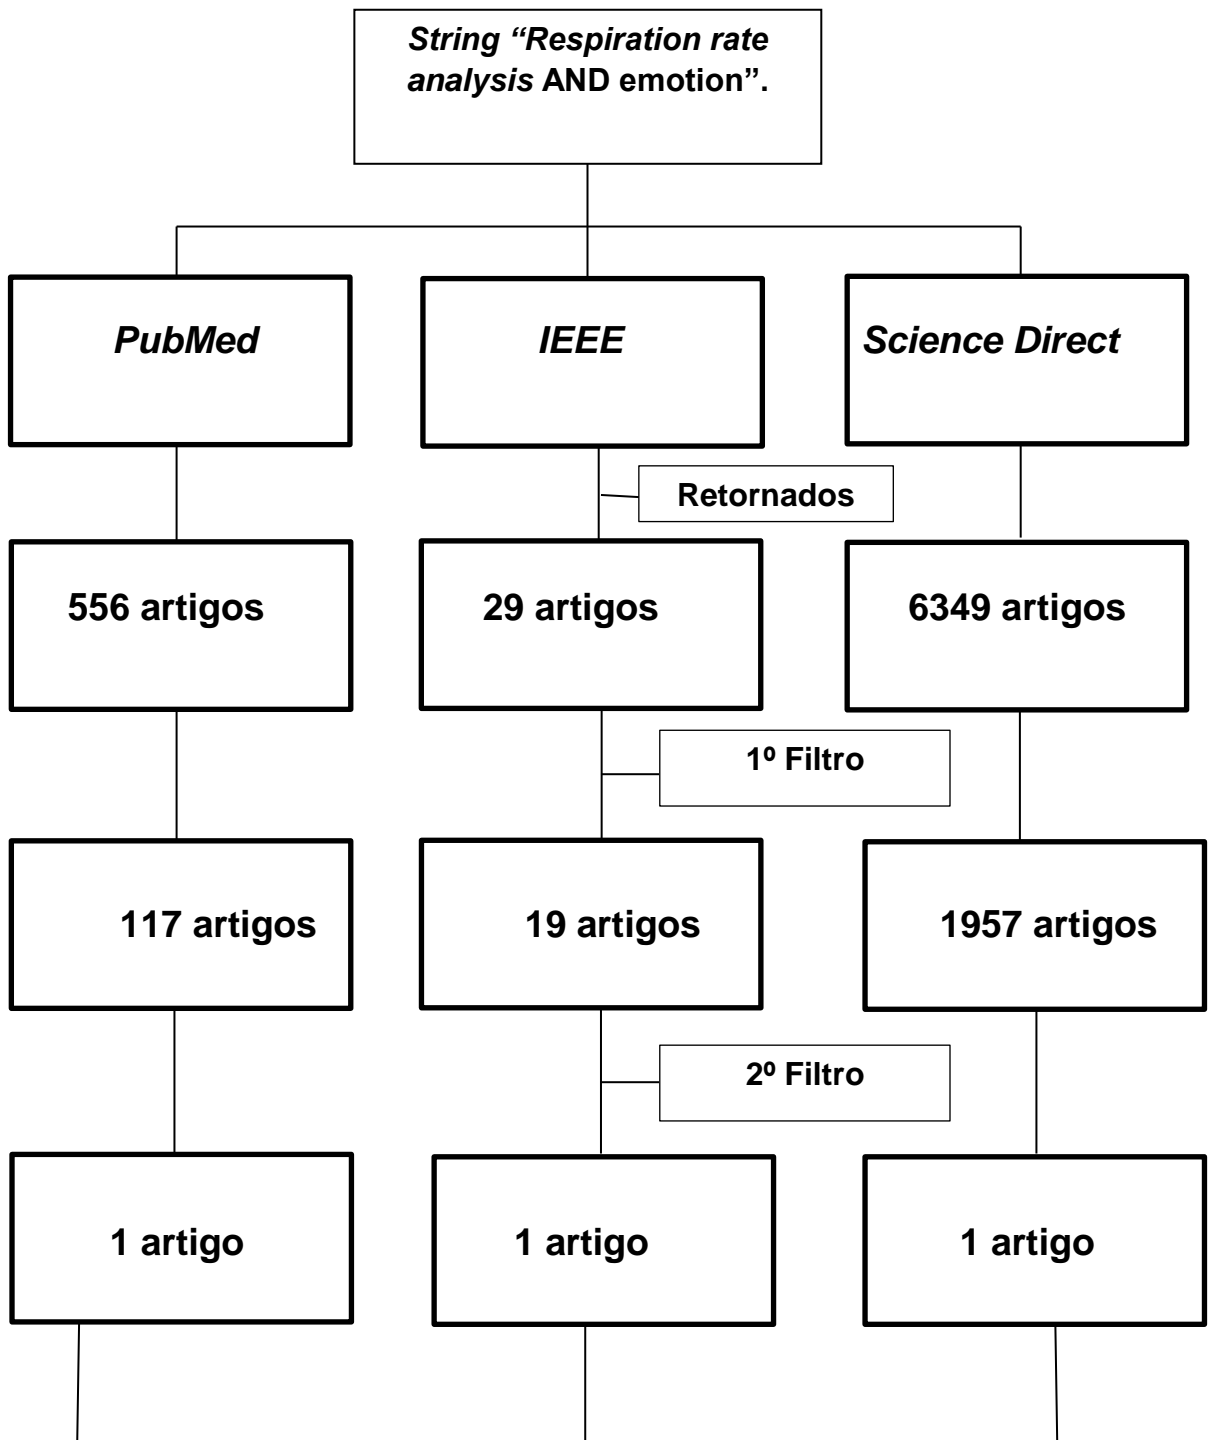 String “Respiration rate
analysis AND emotion”.
PubMed
IEEE
Science Direct
Retornados
556 artigos
29 artigos
6349 artigos
1º Filtro
117 artigos
19 artigos
1957 artigos
2º Filtro
1 artigo
1 artigo
1 artigo